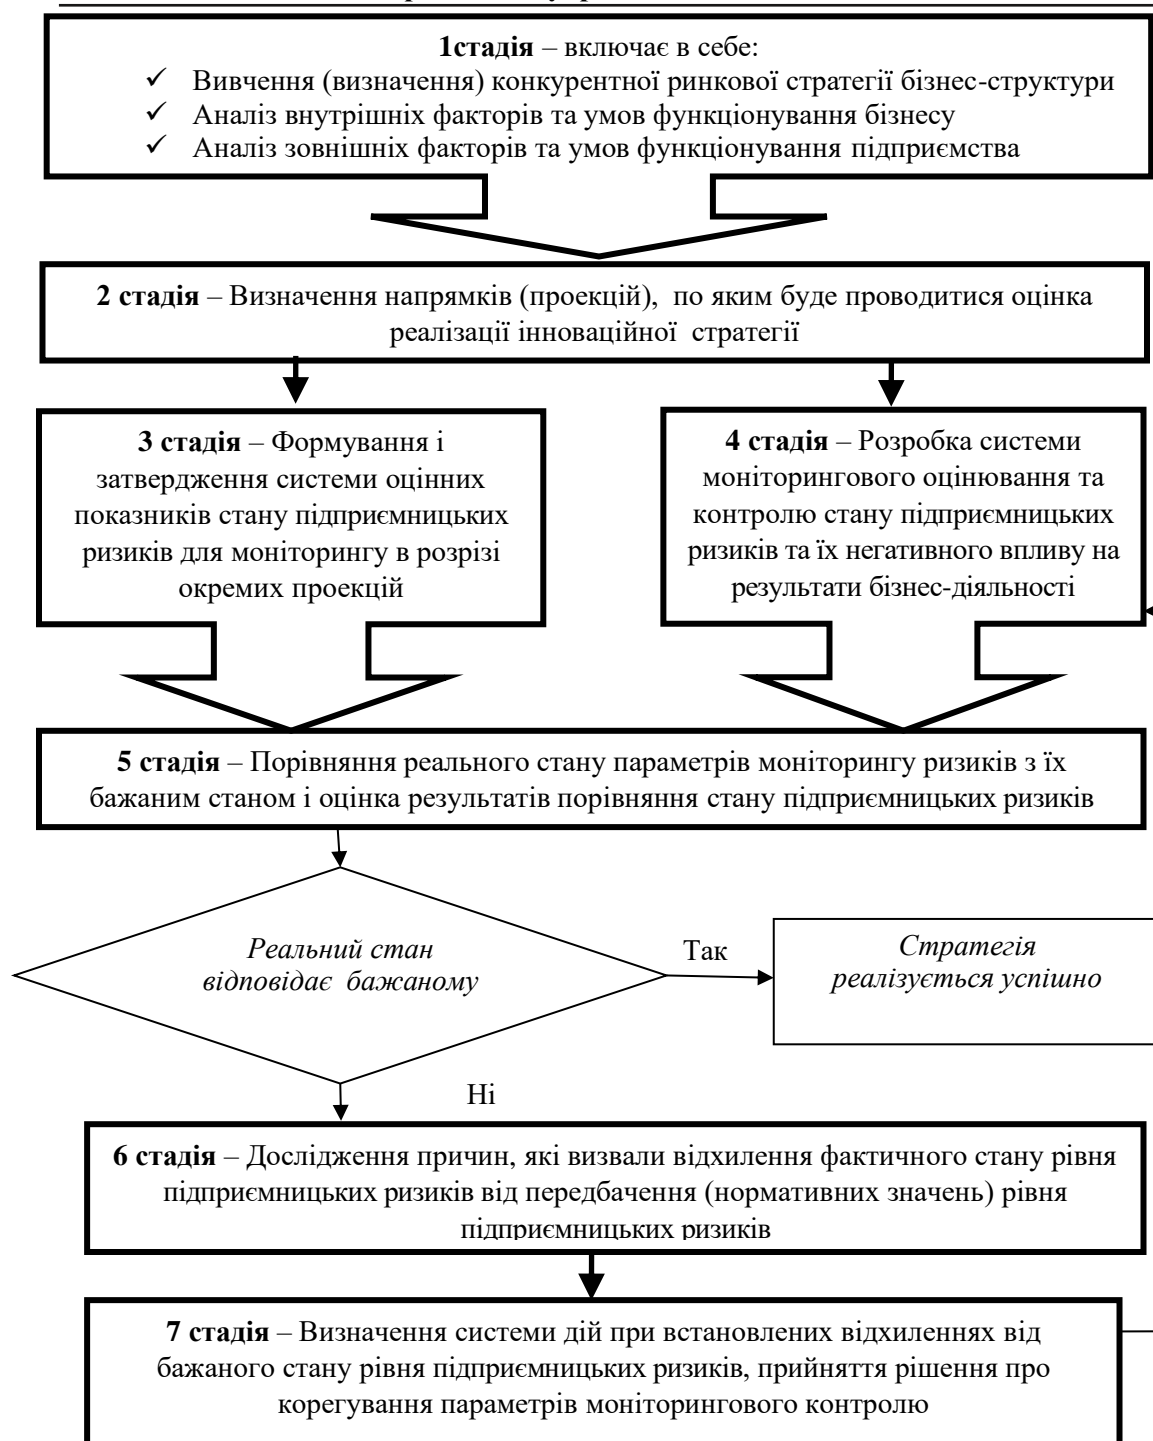 1стадія – включає в себе:
✓ Вивчення (визначення) конкурентної ринкової стратегії бізнес-структури
✓ Аналіз внутрішніх факторів та умов функціонування бізнесу
✓ Аналіз зовнішніх факторів та умов функціонування підприємства
2 стадія – Визначення напрямків (проекцій), по яким буде проводитися оцінка
реалізації інноваційної стратегії
3 стадія – Формування і
затвердження системи оцінних
показників стану підприємницьких
ризиків для моніторингу в розрізі
окремих проекцій
4 стадія – Розробка системи
моніторингового оцінювання та
контролю стану підприємницьких
ризиків та їх негативного впливу на
результати бізнес-діяльності
5 стадія – Порівняння реального стану параметрів моніторингу ризиків з їх
бажаним станом і оцінка результатів порівняння стану підприємницьких ризиків
Реальний стан
відповідає бажаному
Так
Стратегія
реалізується успішно
Ні
6 стадія – Дослідження причин, які визвали відхилення фактичного стану рівня
підприємницьких ризиків від передбачення (нормативних значень) рівня
підприємницьких ризиків
7 стадія – Визначення системи дій при встановлених відхиленнях від
бажаного стану рівня підприємницьких ризиків, прийняття рішення про
корегування параметрів моніторингового контролю